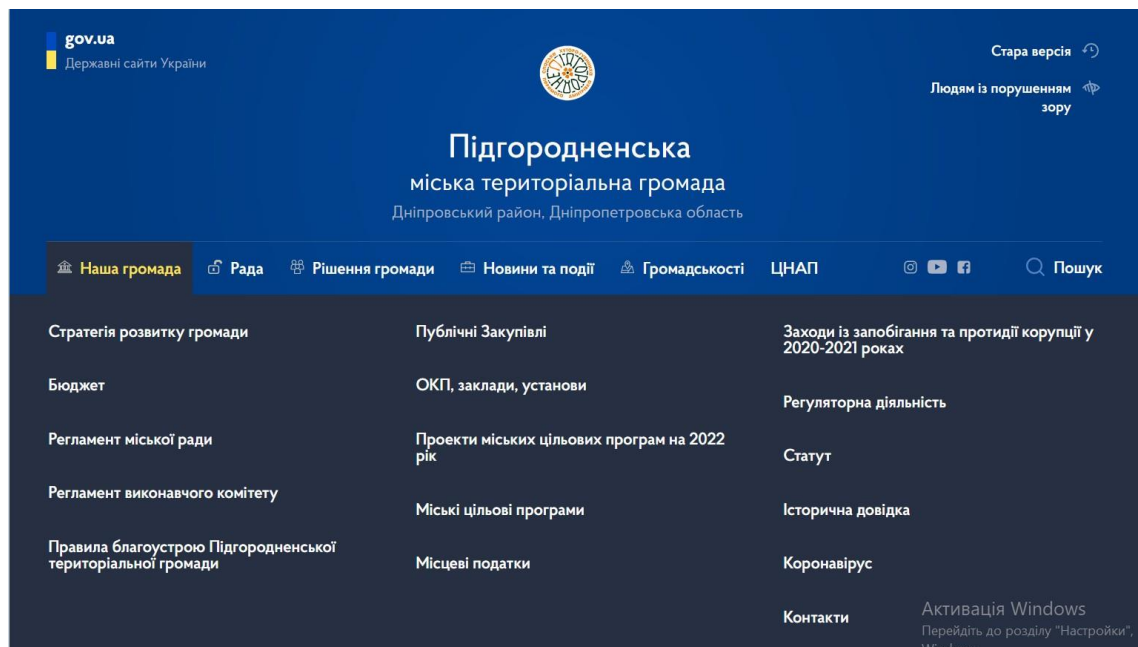 gov.ua
Державні сайти України
Стара версія
Людям із порушенням
зору
Підгородненська
міська територіальна громада
Дніпровський район, Дніпропетровська область
Наша громада Рада Рішення громади Новини та події Громадськості ЦНАП Пошук
Стратегія розвитку громади
Бюджет
Регламент міської ради
Регламент виконавчого комітету
Правила благоустрою Підгородненської
територіальної громади
Публічні Закупівлі
ОКП, заклади, установи
Проекти міських цільових програм на 2022
рік
Міські цільові програми
Місцеві податки
Заходи із запобігання та протидії корупції у
2020-2021 роках
Регуляторна діяльність
Статут
Історична довідка
Коронавірус
Контакти
Активація Windows
Перейдіть до розділу "Настройки",